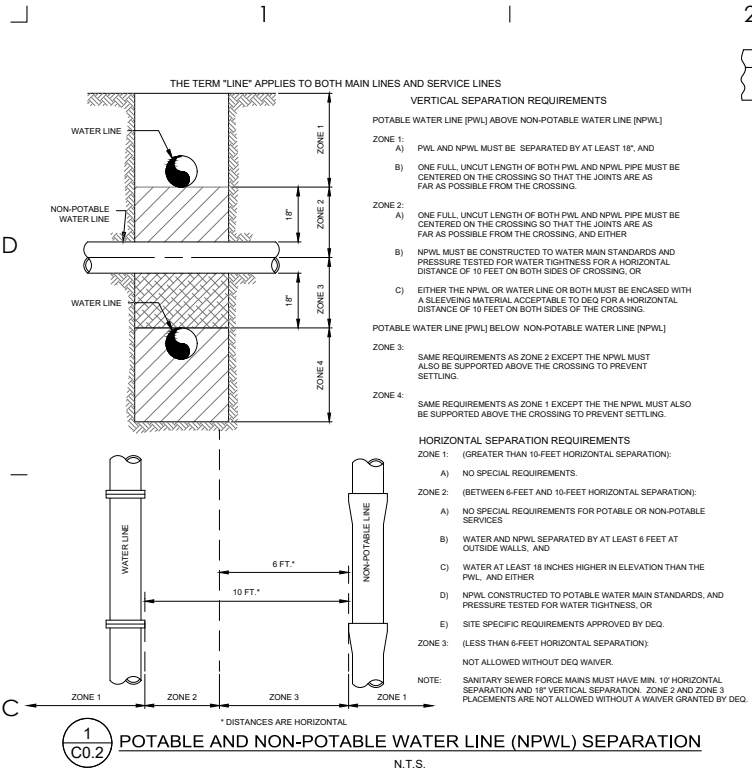 1
2
THE TERM "LINE" APPLIES TO BOTH MAIN LINES AND SERVICE LINES
WATER LINE
NON-POTABLE
WATER LINE
WATER LINE
18"
18"
ZONE 1
ZONE 2
ZONE 3
ZONE 4
D
VERTICAL SEPARATION REQUIREMENTS
POTABLE WATER LINE [PWL] ABOVE NON-POTABLE WATER LINE [NPWL]
ZONE 1:
A) PWL AND NPWL MUST BE SEPARATED BY AT LEAST 18", AND
B) ONE FULL, UNCUT LENGTH OF BOTH PWL AND NPWL PIPE MUST BE
CENTERED ON THE CROSSING SO THAT THE JOINTS ARE AS
FAR AS POSSIBLE FROM THE CROSSING.
ZONE 2:
A) ONE FULL, UNCUT LENGTH OF BOTH PWL AND NPWL PIPE MUST BE
CENTERED ON THE CROSSING SO THAT THE JOINTS ARE AS
FAR AS POSSIBLE FROM THE CROSSING, AND EITHER
B) NPWL MUST BE CONSTRUCTED TO WATER MAIN STANDARDS AND
PRESSURE TESTED FOR WATER TIGHTNESS FOR A HORIZONTAL
DISTANCE OF 10 FEET ON BOTH SIDES OF CROSSING, OR
C) EITHER THE NPWL OR WATER LINE OR BOTH MUST BE ENCASED WITH
A SLEEVEING MATERIAL ACCEPTABLE TO DEQ FOR A HORIZONTAL
DISTANCE OF 10 FEET ON BOTH SIDES OF THE CROSSING.
POTABLE WATER LINE [PWL] BELOW NON-POTABLE WATER LINE [NPWL]
ZONE 3:
SAME REQUIREMENTS AS ZONE 2 EXCEPT THE NPWL MUST
ALSO BE SUPPORTED ABOVE THE CROSSING TO PREVENT
SETTLING.
ZONE 4:
SAME REQUIREMENTS AS ZONE 1 EXCEPT THE THE NPWL MUST ALSO
BE SUPPORTED ABOVE THE CROSSING TO PREVENT SETTLING.
HORIZONTAL SEPARATION REQUIREMENTS
ZONE 1: (GREATER THAN 10-FEET HORIZONTAL SEPARATION):
A) NO SPECIAL REQUIREMENTS.
ZONE 2: (BETWEEN 6-FEET AND 10-FEET HORIZONTAL SEPARATION):
A) NO SPECIAL REQUIREMENTS FOR POTABLE OR NON-POTABLE
SERVICES
B) WATER AND NPWL SEPARATED BY AT LEAST 6 FEET AT
OUTSIDE WALLS, AND
C) WATER AT LEAST 18 INCHES HIGHER IN ELEVATION THAN THE
PWL, AND EITHER
D) NPWL CONSTRUCTED TO POTABLE WATER MAIN STANDARDS, AND
PRESSURE TESTED FOR WATER TIGHTNESS, OR
E) SITE SPECIFIC REQUIREMENTS APPROVED BY DEQ.
ZONE 3: (LESS THAN 6-FEET HORIZONTAL SEPARATION):
NOT ALLOWED WITHOUT DEQ WAIVER.
NOTE: SANITARY SEWER FORCE MAINS MUST HAVE MIN. 10' HORIZONTAL
SEPARATION AND 18" VERTICAL SEPARATION. ZONE 2 AND ZONE 3
PLACEMENTS ARE NOT ALLOWED WITHOUT A WAIVER GRANTED BY DEQ.
WATER LINE
NON-POTABLE LINE
6 FT.*
10 FT.*
ZONE 1
ZONE 2
ZONE 3
ZONE 1
C
* DISTANCES ARE HORIZONTAL
1
C0.2
POTABLE AND NON-POTABLE WATER LINE (NPWL) SEPARATION
N.T.S.